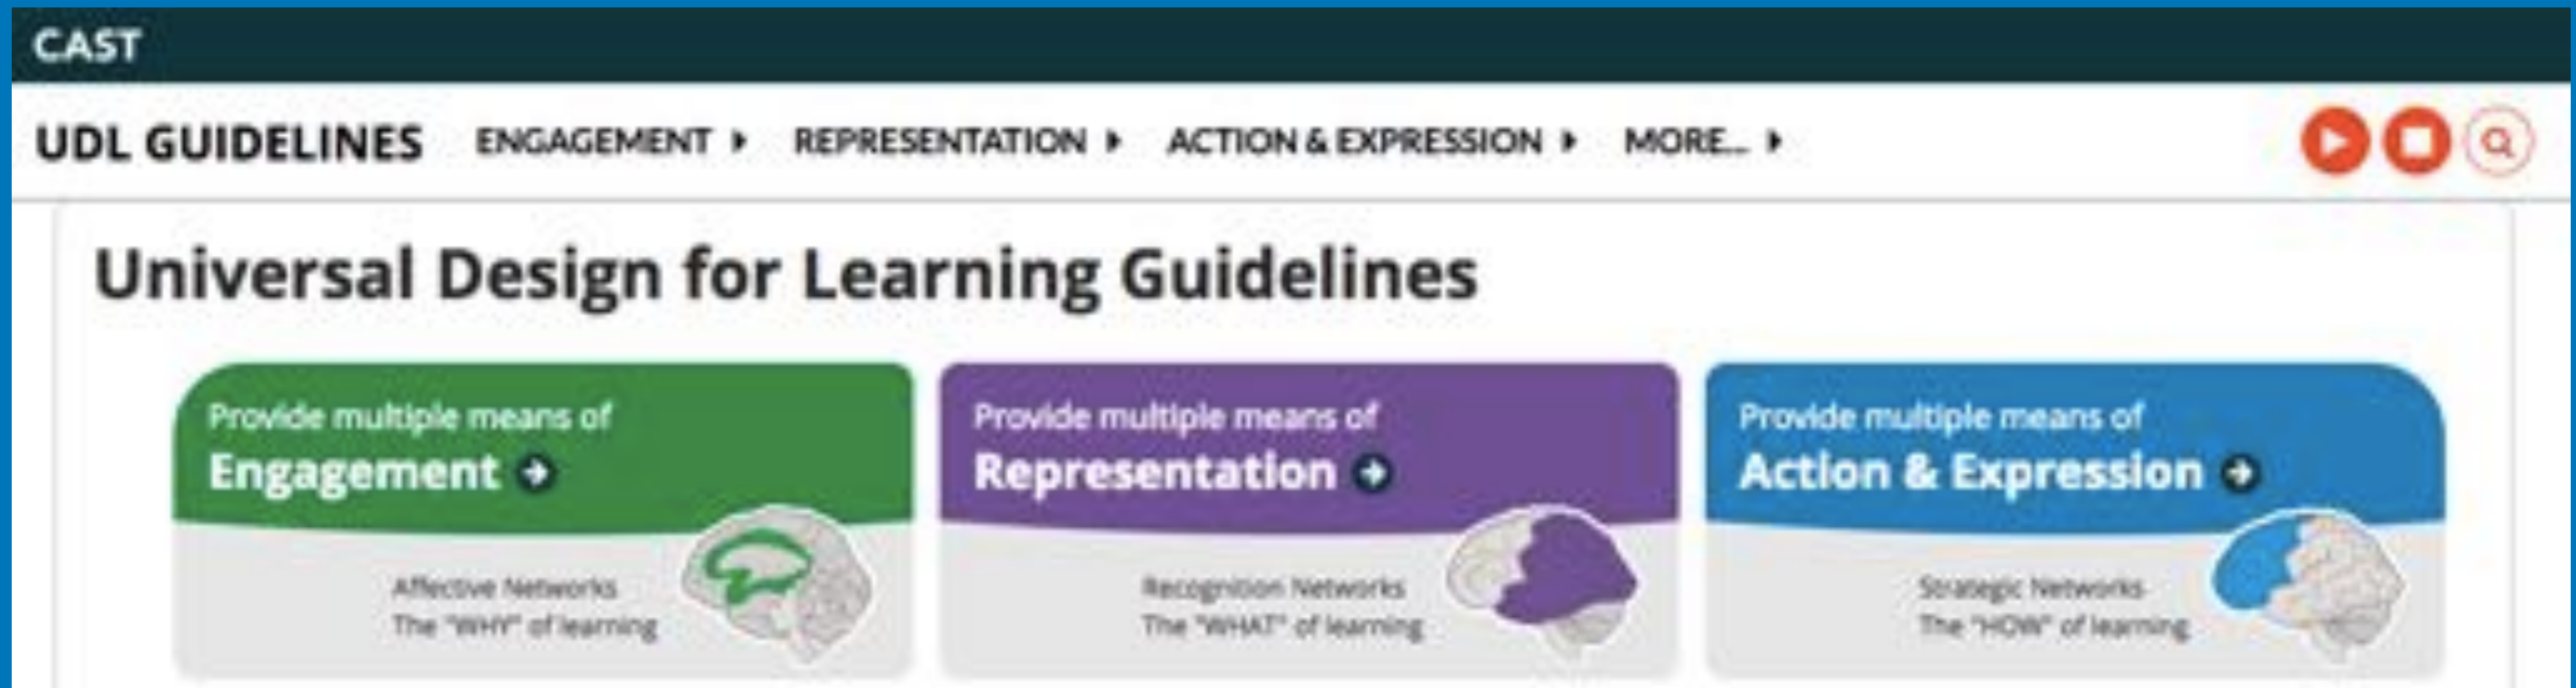 CAST
UDL GUIDELINES ENGAGEMENT REPRESENTATION ACTION & EXPRESSION MORE...
Universal Design for Learning Guidelines
Provide multiple means of
Engagement
Affective Networks
The "WHY" of learning
Provide multiple means of
Representation
Recognition Networks
The "WHAT" of learning
Provide multiple means of
Action & Expression
Strategic Networks
The "HOW" of learning